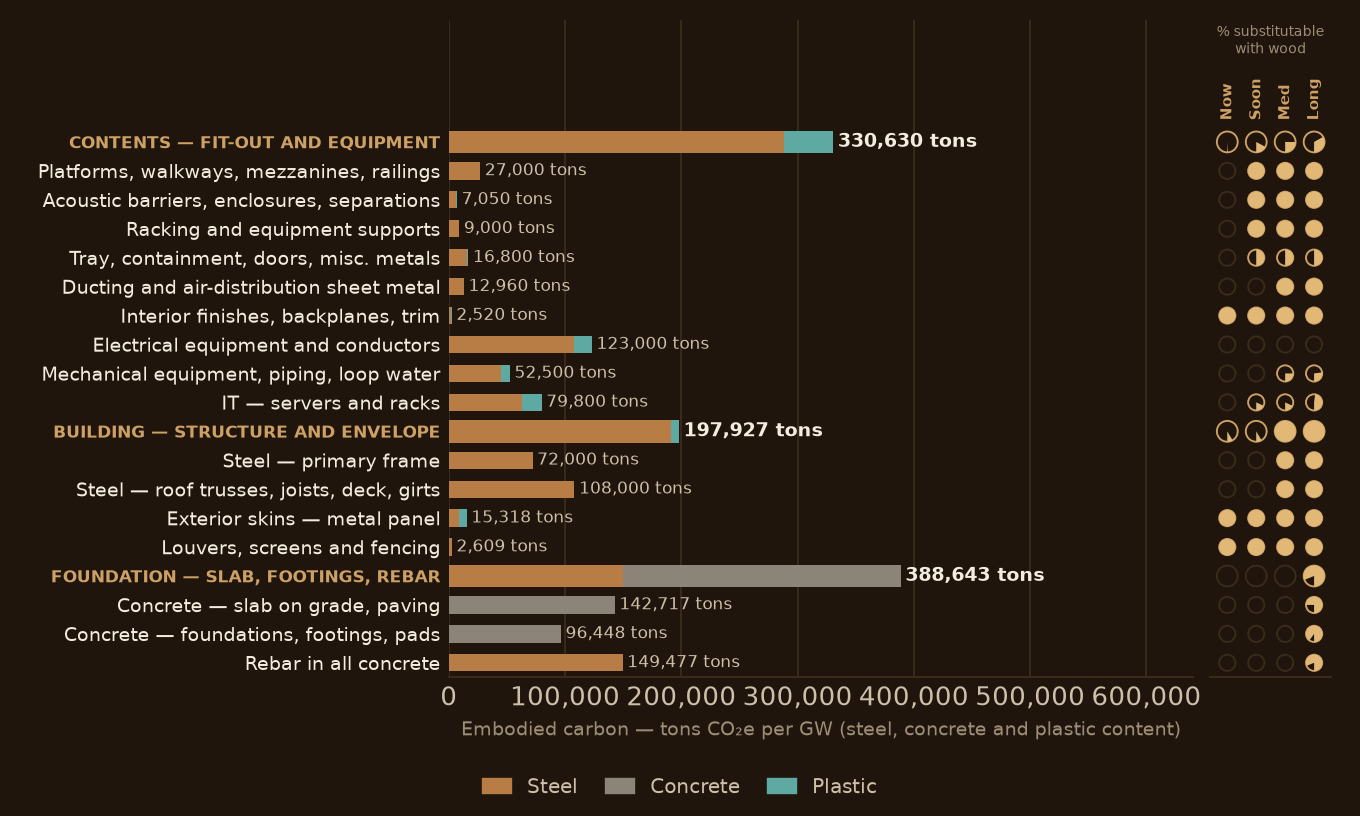 % substitutable
with wood
Now
Soon
Med
Long
CONTENTS — FIT-OUT AND EQUIPMENT 330,630 tons
Platforms, walkways, mezzanines, railings 27,000 tons
Acoustic barriers, enclosures, separations 7,050 tons
Racking and equipment supports 9,000 tons
Tray, containment, doors, misc. metals 16,800 tons
Ducting and air-distribution sheet metal 12,960 tons
Interior finishes, backplanes, trim 2,520 tons
Electrical equipment and conductors 123,000 tons
Mechanical equipment, piping, loop water 52,500 tons
IT — servers and racks 79,800 tons
BUILDING — STRUCTURE AND ENVELOPE 197,927 tons
Steel — primary frame 72,000 tons
Steel — roof trusses, joists, deck, girts 108,000 tons
Exterior skins — metal panel 15,318 tons
Louvers, screens and fencing 2,609 tons
FOUNDATION — SLAB, FOOTINGS, REBAR 388,643 tons
Concrete — slab on grade, paving 142,717 tons
Concrete — foundations, footings, pads 96,448 tons
Rebar in all concrete 149,477 tons
0 100,000 200,000 300,000 400,000 500,000 600,000
Embodied carbon — tons CO₂e per GW (steel, concrete and plastic content)
Steel Concrete Plastic